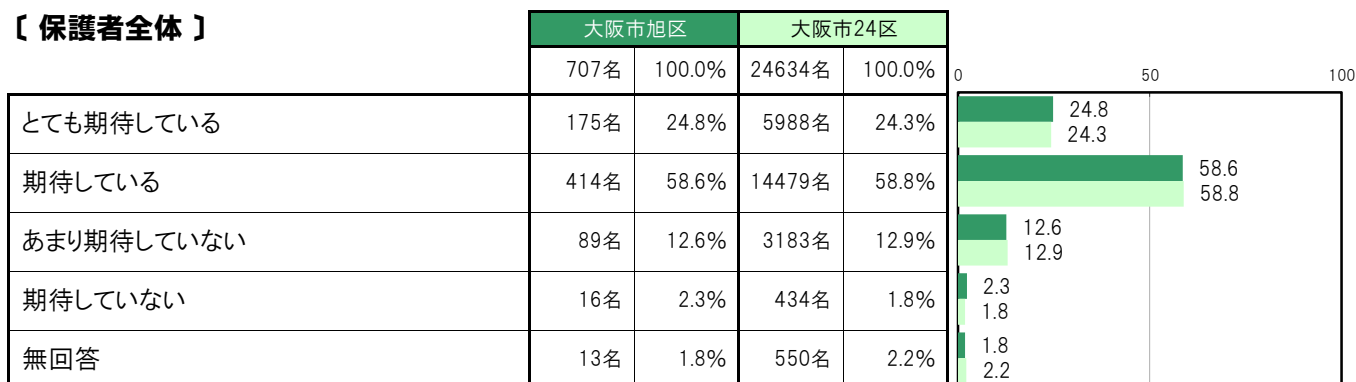 〔 保護者全体 〕
大阪市旭区 大阪市24区
707名 100.0% 24634名 100.0% 0 50 100
とても期待している 175名 24.8% 5988名 24.3% 24.8
24.3
期待している 414名 58.6% 14479名 58.8% 58.6
58.8
あまり期待していない 89名 12.6% 3183名 12.9% 12.6
12.9
期待していない 16名 2.3% 434名 1.8% 2.3
1.8
無回答 13名 1.8% 550名 2.2% 1.8
2.2